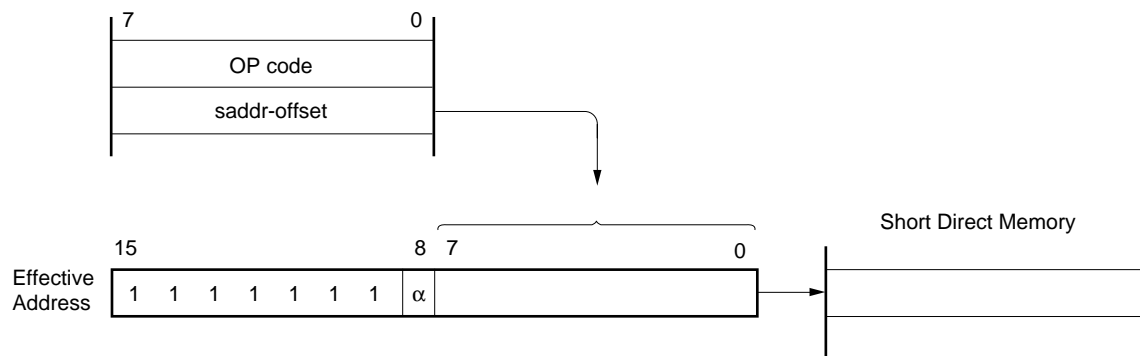 7 0
OP code
saddr-offset
Short Direct Memory
15 8 7 0
Effective
Address
1 1 1 1 1 1 1 α